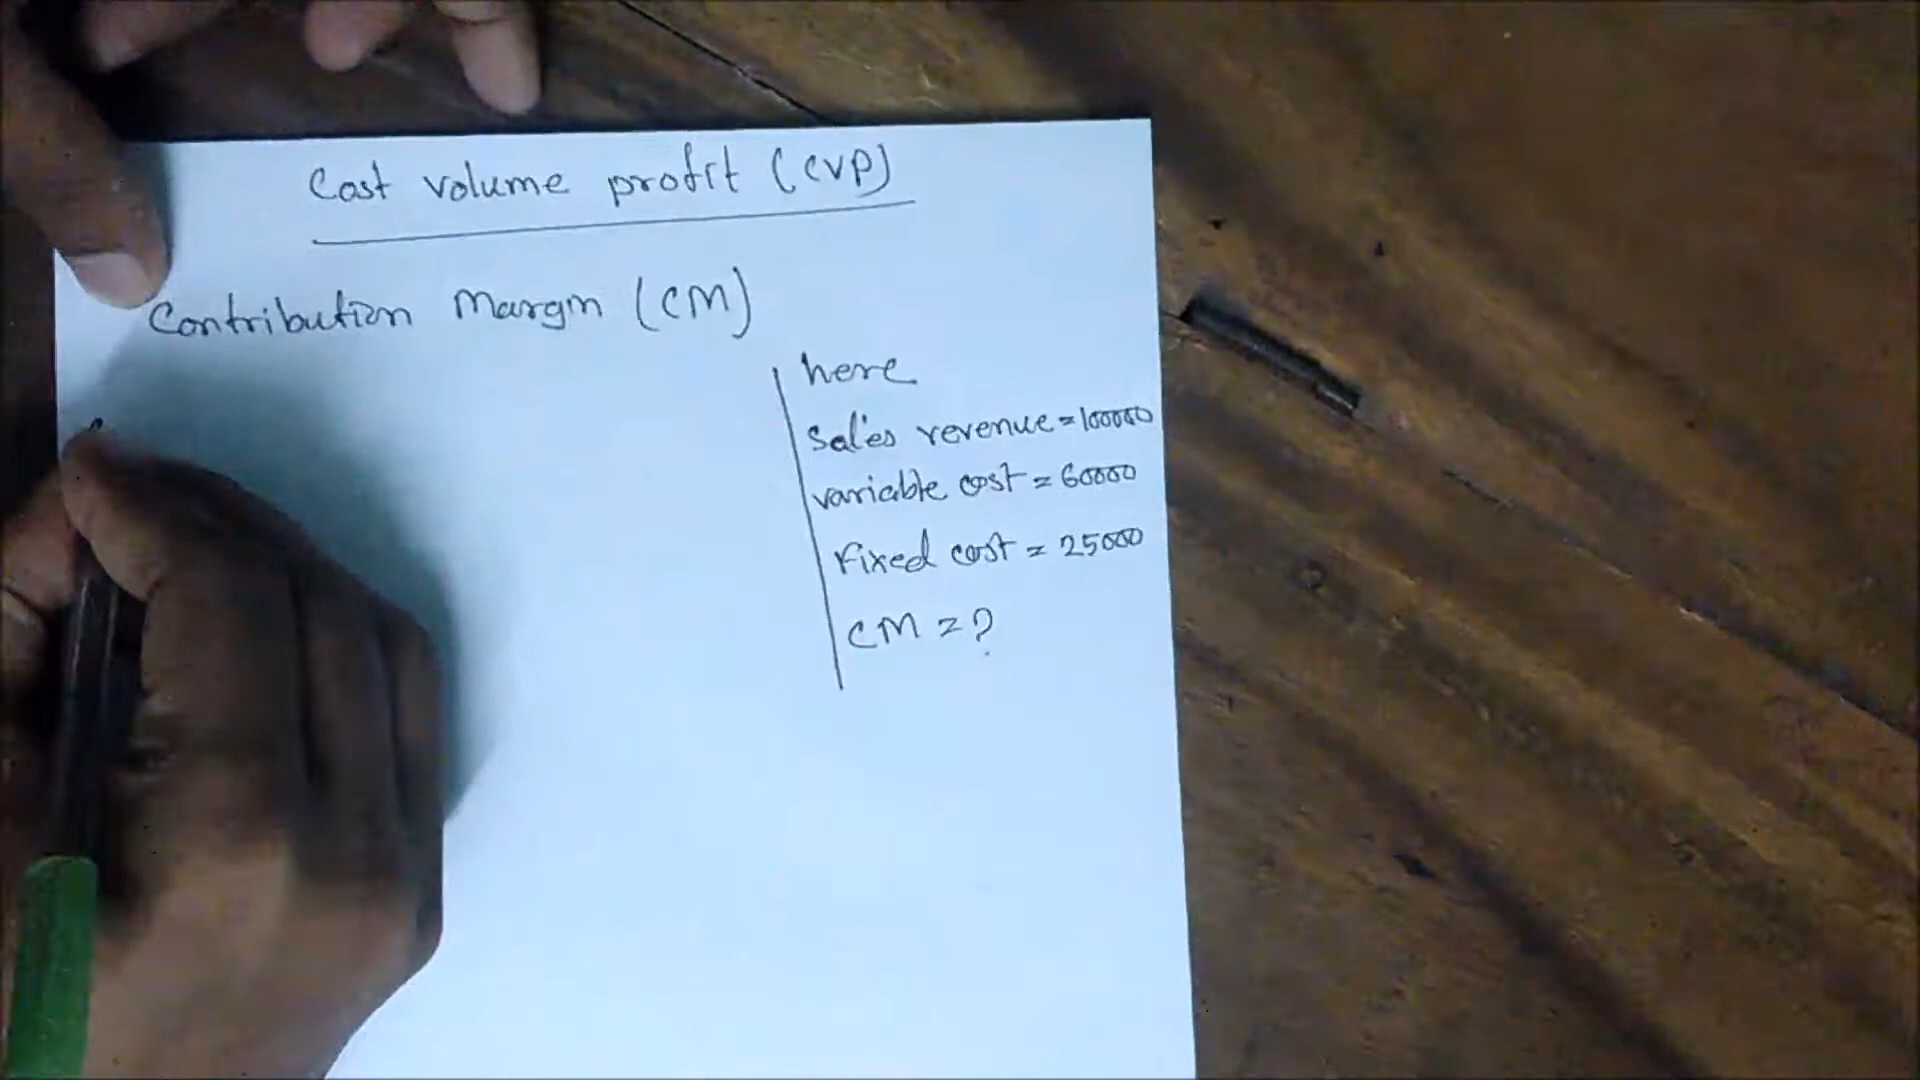 Cost volume profit (CVP)
Contribution Margin (CM)
here
Sales revenue = 100000
variable cost = 60000
Fixed cost = 25000
CM = ?